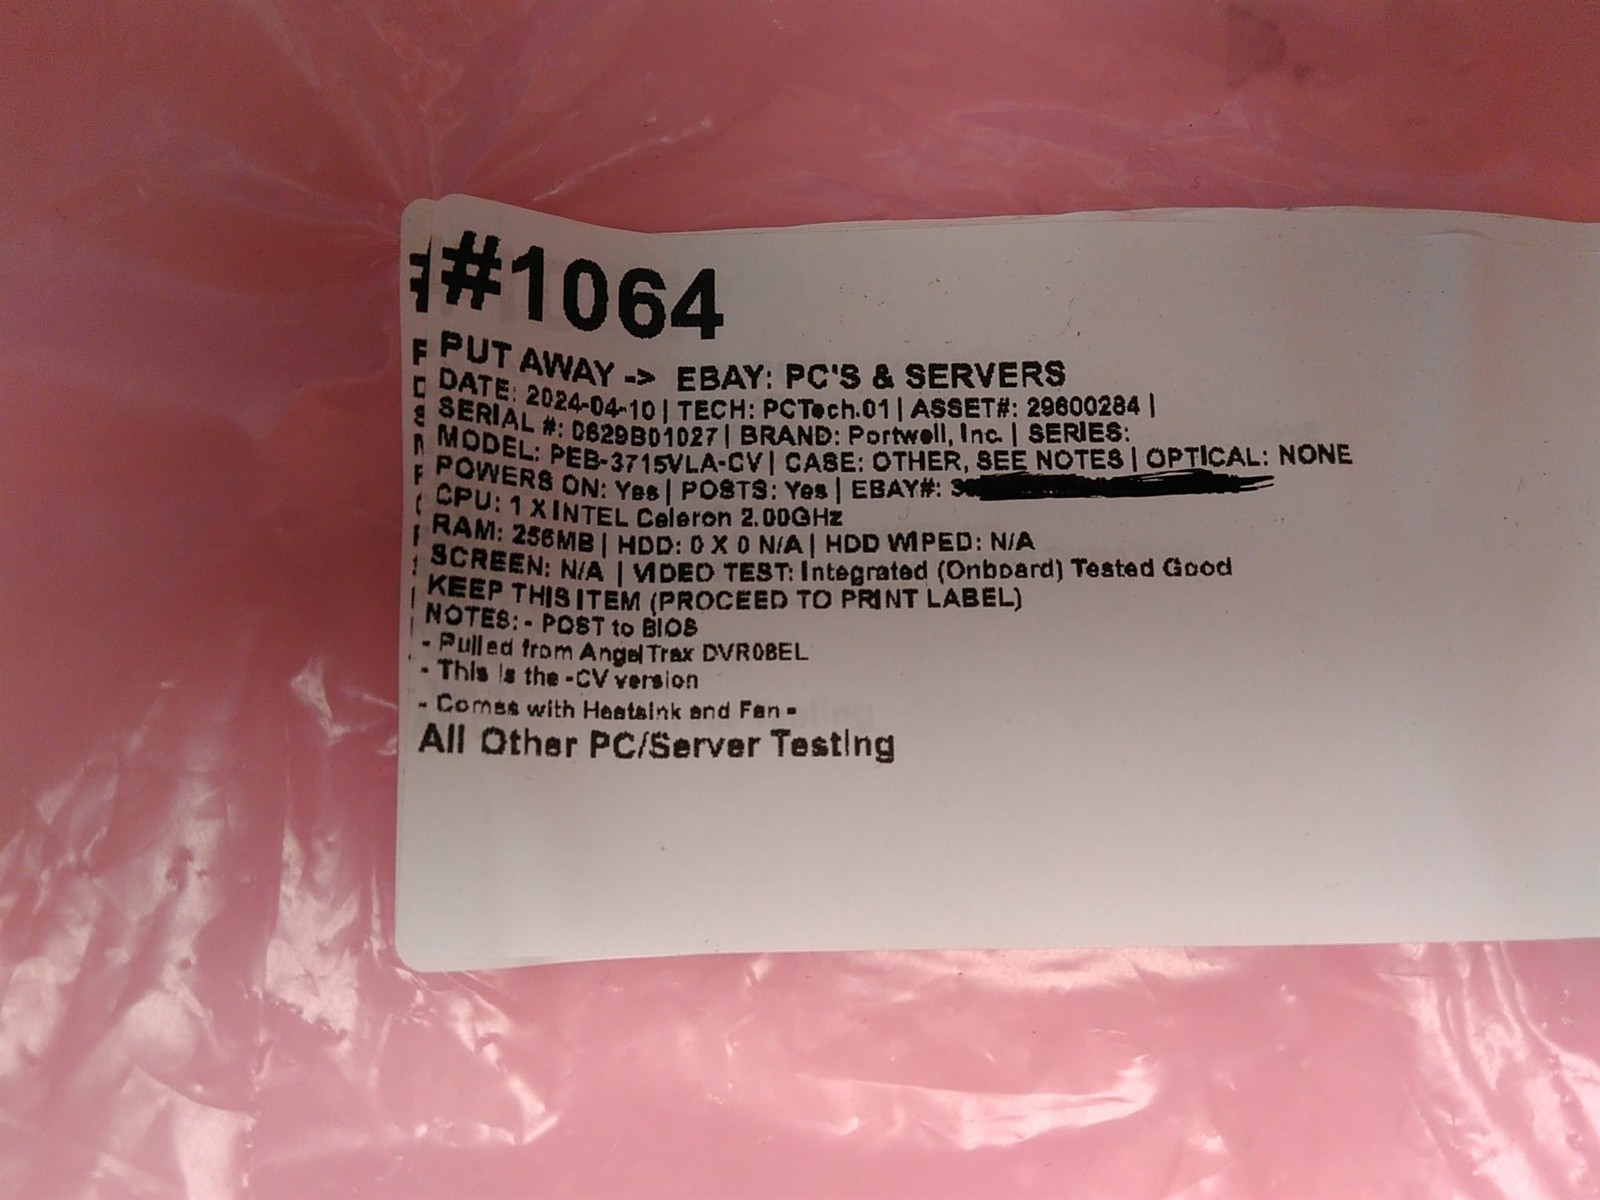 #1064
PUT AWAY -> EBAY: PC'S & SERVERS
DATE: 2024-04-10 | TECH: PCTech.01 | ASSET#: 29600284 |
SERIAL #: 0629B01027 | BRAND: Portwell, Inc. | SERIES:
MODEL: PEB-3715VLA-CV | CASE: OTHER, SEE NOTES | OPTICAL: NONE
POWERS ON: Yes | POSTS: Yes | EBAY#:
CPU: 1 X INTEL Celeron 2.00GHz
RAM: 256MB | HDD: 0 X 0 N/A | HDD WIPED: N/A
SCREEN: N/A | VIDEO TEST: Integrated (Onboard) Tested Good
KEEP THIS ITEM (PROCEED TO PRINT LABEL)
NOTES: - POST to BIOS
- Pulled from AngelTrax DVR08EL
- This is the -CV version
- Comes with Heatsink and Fan -
All Other PC/Server Testing